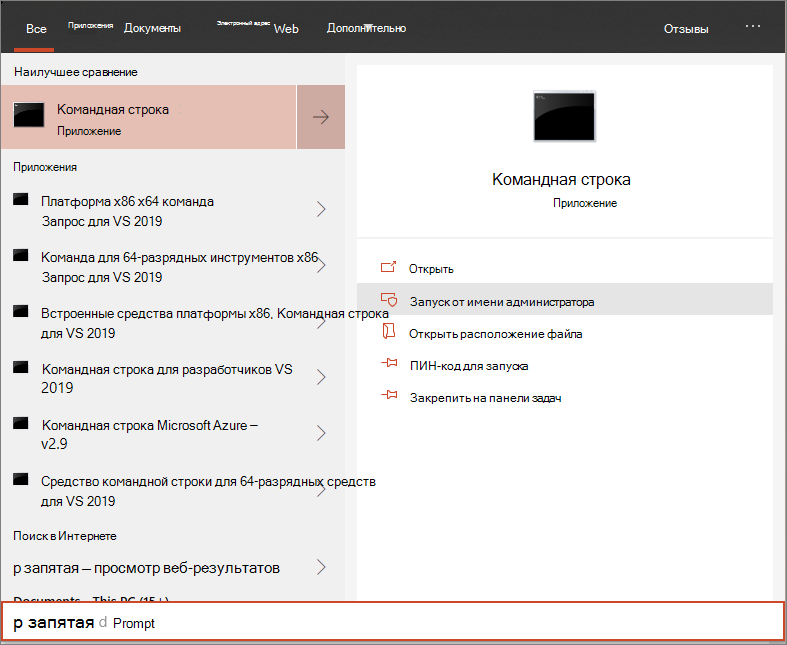 Все Приложения Документы Электронный адрес Web Дополнительно Отзывы ...
Наилучшее сравнение
Командная строка
Приложение
Приложения
Платформа x86 x64 команда
Запрос для VS 2019
Команда для 64-разрядных инструментов x86
Запрос для VS 2019
Встроенные средства платформы x86, Командная строка
для VS 2019
Командная строка для разработчиков VS
2019
Командная строка Microsoft Azure –
v2.9
Средство командной строки для 64-разрядных средств
для VS 2019
Поиск в Интернете
р запятая — просмотр веб-результатов
Documents - This PC (15+)
р запятая d Prompt
Командная строка
Приложение
Открыть
Запуск от имени администратора
Открыть расположение файла
ПИН-код для запуска
Закрепить на панели задач